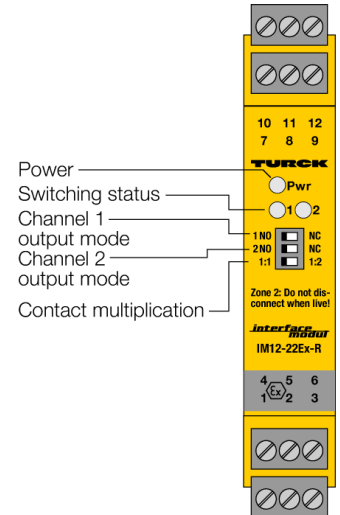 10 11 12
7 8 9
TURCK
Power
Pwr
Switching status
1 2
Channel 1
output mode
1 NO NC
Channel 2
output mode
2 NO NC
1:1 1:2
Contact multiplication
Zone 2: Do not dis-
connect when live!
interface
modul
IM12-22Ex-R
4 5 6
Ex
1 2 3